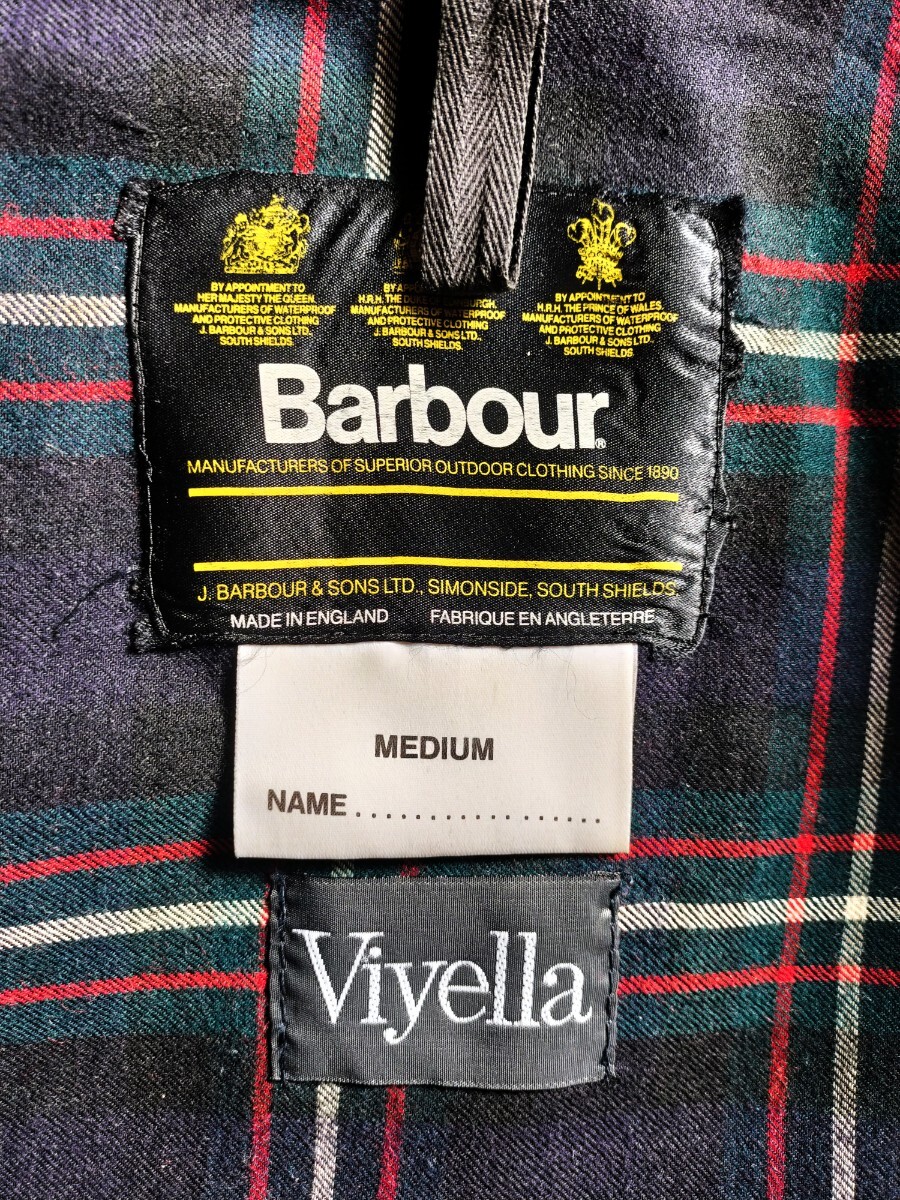 BY APPOINTMENT TO
HER MAJESTY THE QUEEN.
MANUFACTURERS OF WATERPROOF
AND PROTECTIVE CLOTHING
J. BARBOUR & SONS LTD.,
SOUTH SHIELDS.
H.R.H. THE DUKE
MANUFACTURERS OF WATERPROOF
AND PROTECTIVE CLOTHING
J. BARBOUR & SONS LTD.,
SOUTH SHIELDS.
BY APPOINTMENT TO
H.R.H. THE PRINCE OF WALES.
MANUFACTURERS OF WATERPROOF
AND PROTECTIVE CLOTHING
J. BARBOUR & SONS LTD.,
SOUTH SHIELDS.
Barbour®
MANUFACTURERS OF SUPERIOR OUTDOOR CLOTHING SINCE 1890
J. BARBOUR & SONS LTD., SIMONSIDE, SOUTH SHIELDS.
MADE IN ENGLAND FABRIQUE EN ANGLETERRE
MEDIUM
NAME.................
Viyella